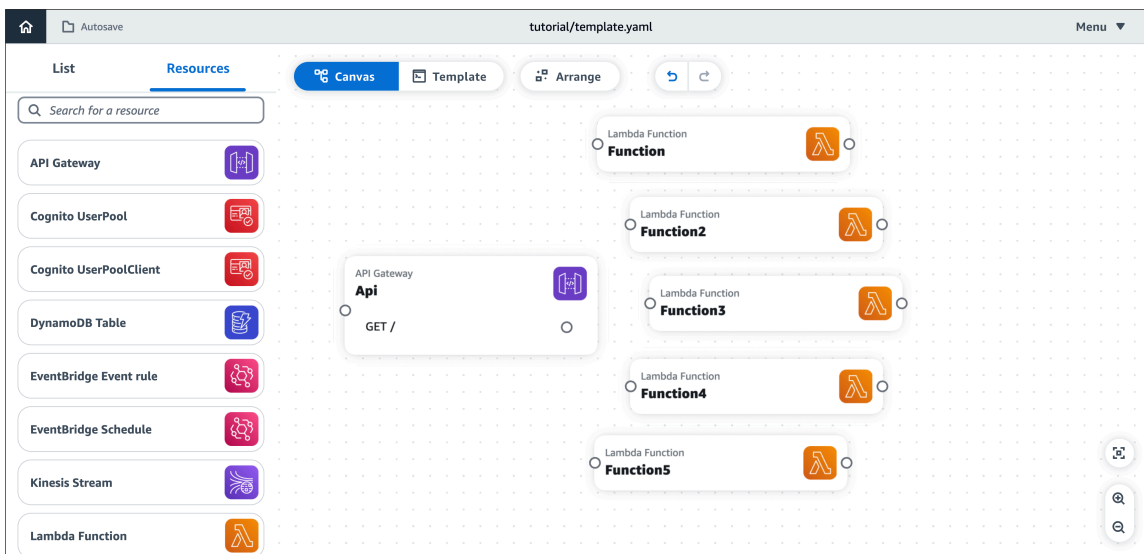 Autosave
tutorial/template.yaml
Menu
List
Resources
Canvas
Template
Arrange
Search for a resource
API Gateway
Cognito UserPool
Cognito UserPoolClient
DynamoDB Table
EventBridge Event rule
EventBridge Schedule
Kinesis Stream
Lambda Function
API Gateway
Api
GET /
Lambda Function
Function
Lambda Function
Function2
Lambda Function
Function3
Lambda Function
Function4
Lambda Function
Function5